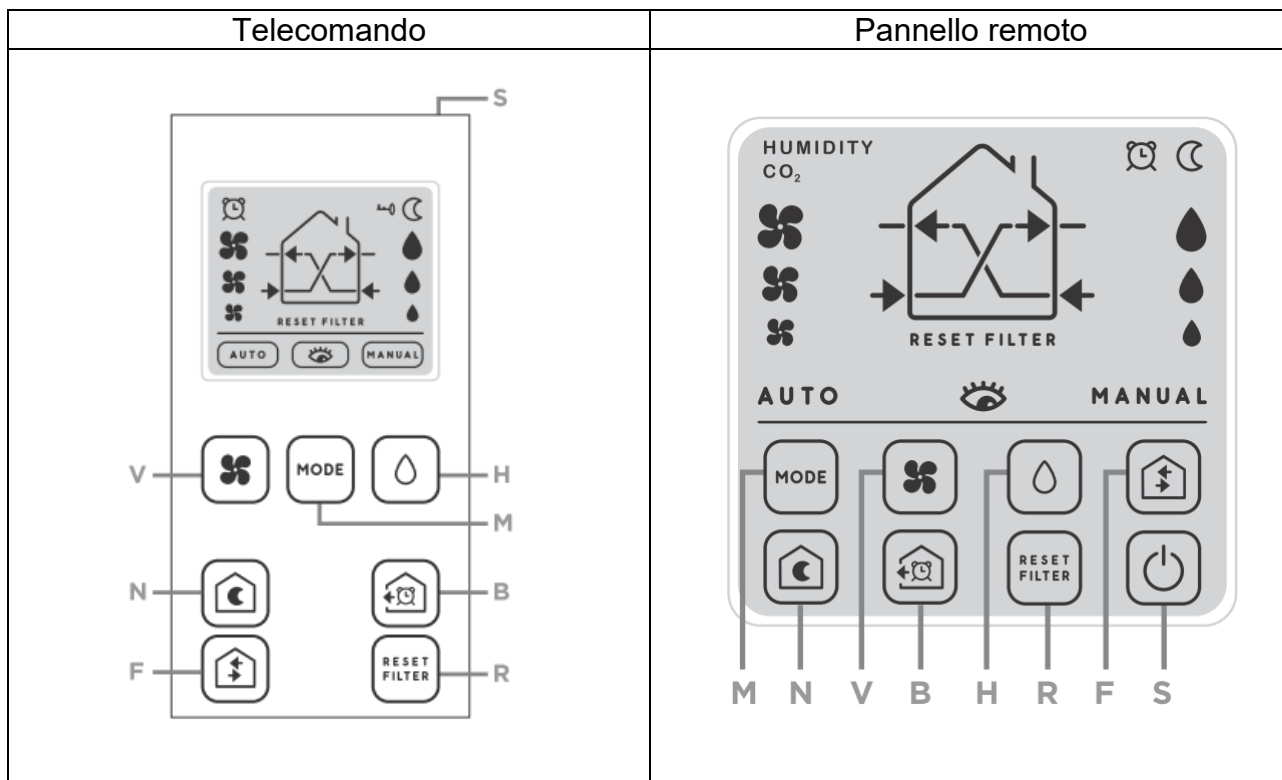 Telecomando
S
RESET FILTER
AUTO
MANUAL
V
MODE
H
M
N
B
F
RESET
FILTER
R
Pannello remoto
HUMIDITY
CO₂
RESET FILTER
AUTO
MANUAL
MODE
RESET
FILTER
M N V B H R F S